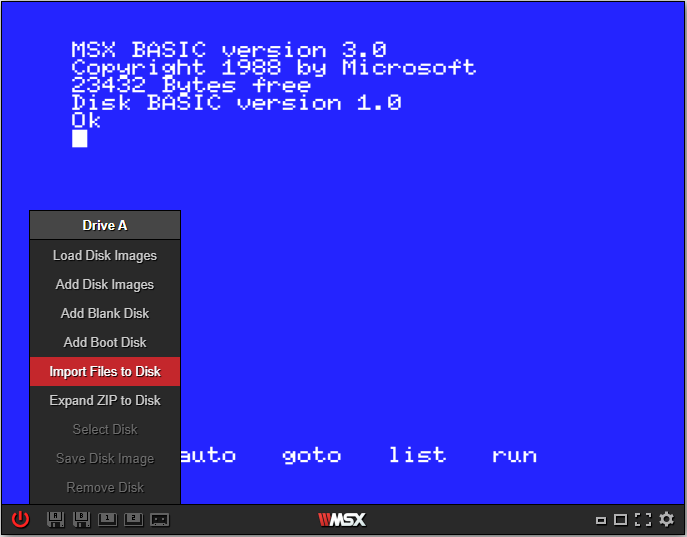 MSX BASIC version 3.0
Copyright 1988 by Microsoft
23432 Bytes free
Disk BASIC version 1.0
Ok
Drive A
Load Disk Images
Add Disk Images
Add Blank Disk
Add Boot Disk
Import Files to Disk
Expand ZIP to Disk
Select Disk
auto goto list run
Save Disk Image
Remove Disk
A B 1 2
WMSX